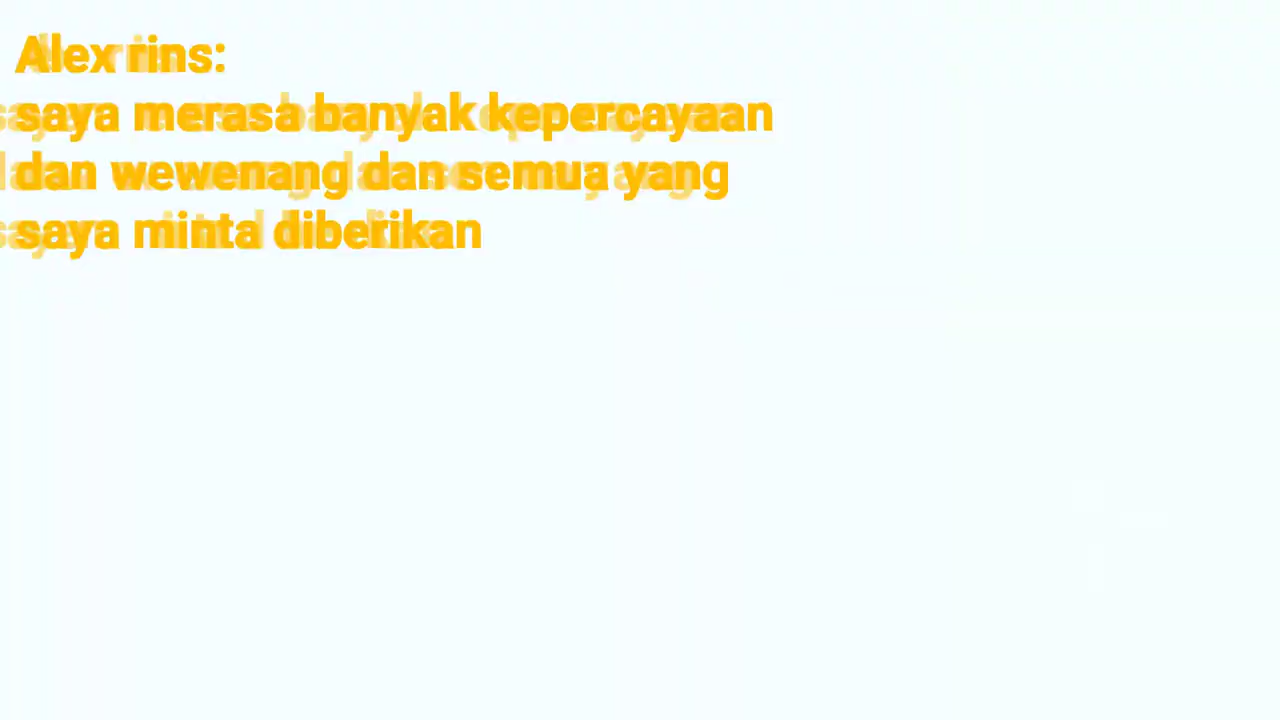 Alex rins:
saya merasa banyak kepercayaan
dan wewenang dan semua yang
saya minta diberikan